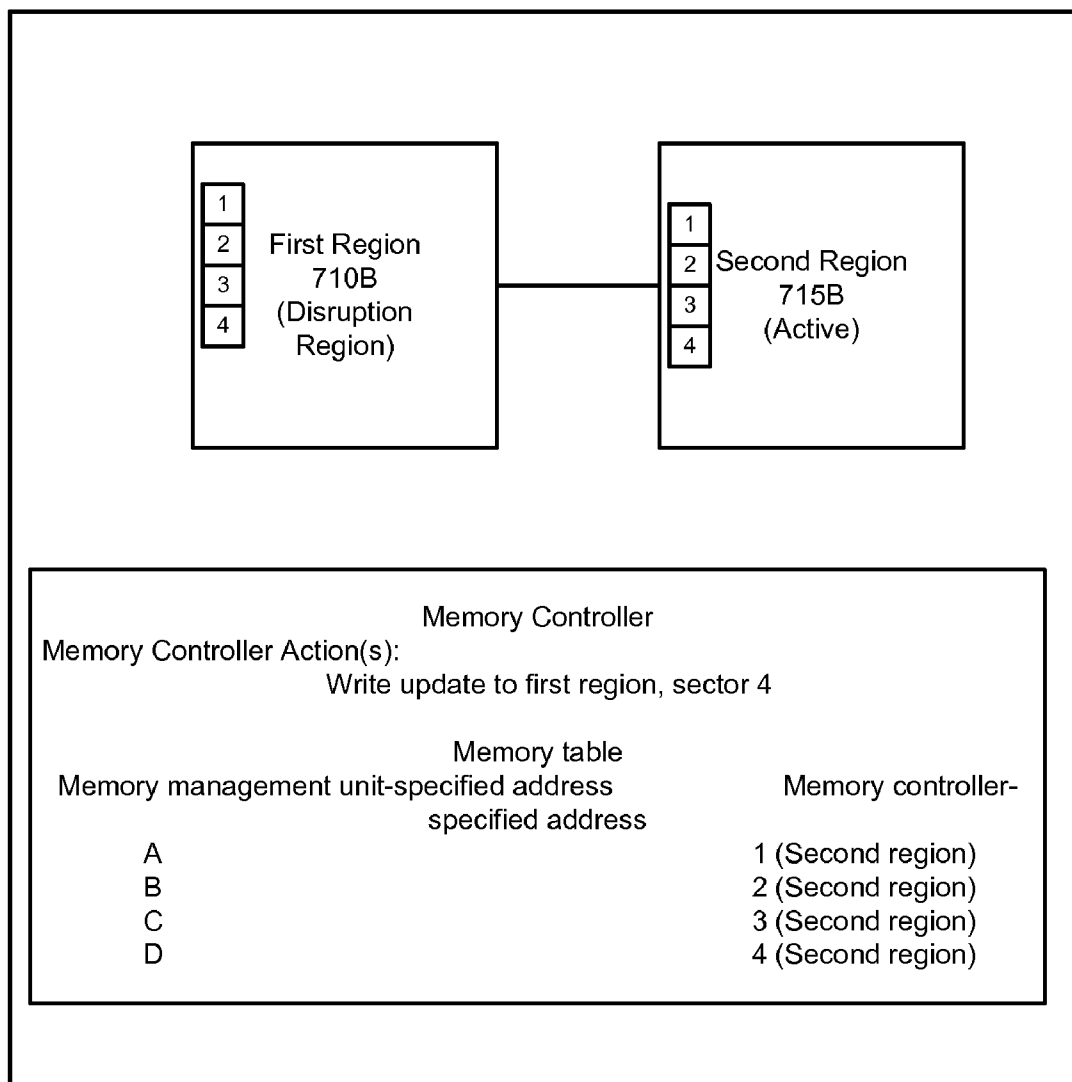 1
2
3
4
First Region
710B
(Disruption
Region)
1
2
3
4
Second Region
715B
(Active)
Memory Controller
Memory Controller Action(s):
Write update to first region, sector 4
Memory table
Memory management unit-specified address Memory controller-
specified address
A 1 (Second region)
B 2 (Second region)
C 3 (Second region)
D 4 (Second region)